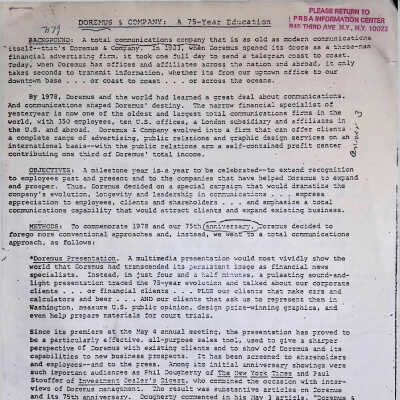 PLEASE RETURN TO
PRSA INFORMATION CENTER
THIRD AVE. N.Y., N.Y. 10022
1979
DOREMUS & COMPANY: A 75-Year Education
BACKGROUND: A total communications company that is as old as modern communications
itself--that's Doremus & Company. In 1903, when Doremus opened its doors as a three-man
financial advertising firm, it took one full day to send a telegram coast to coast.
Today, when Doremus has offices and affiliates across the nation and abroad, it only
takes seconds to transmit information, whether its from our uptown office to our
downtown base . . . or coast to coast . . . or across the oceans.
By 1978, Doremus and the world had learned a great deal about communications.
And communications shaped Doremus' destiny. The narrow financial specialist of
yesteryear is now one of the oldest and largest total communications firms in the
world, with 350 employees, ten U.S. offices, a London subsidiary and affiliates in
the U.S. and abroad. Doremus & Company evolved into a firm that can offer clients
a complete range of advertising, public relations and graphic design services on an
international basis--with the public relations arm a self-contained profit center
contributing one third of Doremus' total income.
OBJECTIVES: A milestone year is a year to be celebrated--to extend recognition
to employees past and present and to the companies that have helped Doremus to expand
and prosper. Thus, Doremus decided on a special campaign that would dramatize the
company's evolution, longevity and leadership in communications . . . express
appreciation to employees, clients and shareholders . . . and emphasize a total
communications capability that would attract clients and expand existing business.
METHODS: To commemorate 1978 and our 75th anniversary, Doremus decided to
forego more conventional approaches and, instead, we went to a total communications
approach, as follows:
*Doremus Presentation. A multimedia presentation would most vividly show the
world that Doremus had transcended its persistent image as financial news
specialists. Instead, in just four and a half minutes, a pulsating sound-and-
light presentation traced the 75-year evolution and talked about our corporate
clients . . . or financial clients . . . PLUS our clients that make cars and
calculators and beer . . . AND our clients that ask us to represent them in
Washington, measure U.S. public opinion, design prize-winning graphics, and
even help prepare materials for court trials.
Since its premiere at the May 4 annual meeting, the presentation has proved to
be a particularly effective, all-purpose sales tool, used to give a sharper
perspective of Doremus with existing clients and to show off Doremus and its
capabilities to new business prospects. It has been screened to shareholders
and employees--and to the press. Among its initial anniversary showings were
such important audiences as Phil Dougherty of The New York Times and Paul
Stouffes of Investment Dealer's Digest, who combined the occasion with inter-
views of Doremus management. The result was substantive articles on Doremus
and its 75th anniversary. Dougherty commented in his May 3 article, "Doremus &